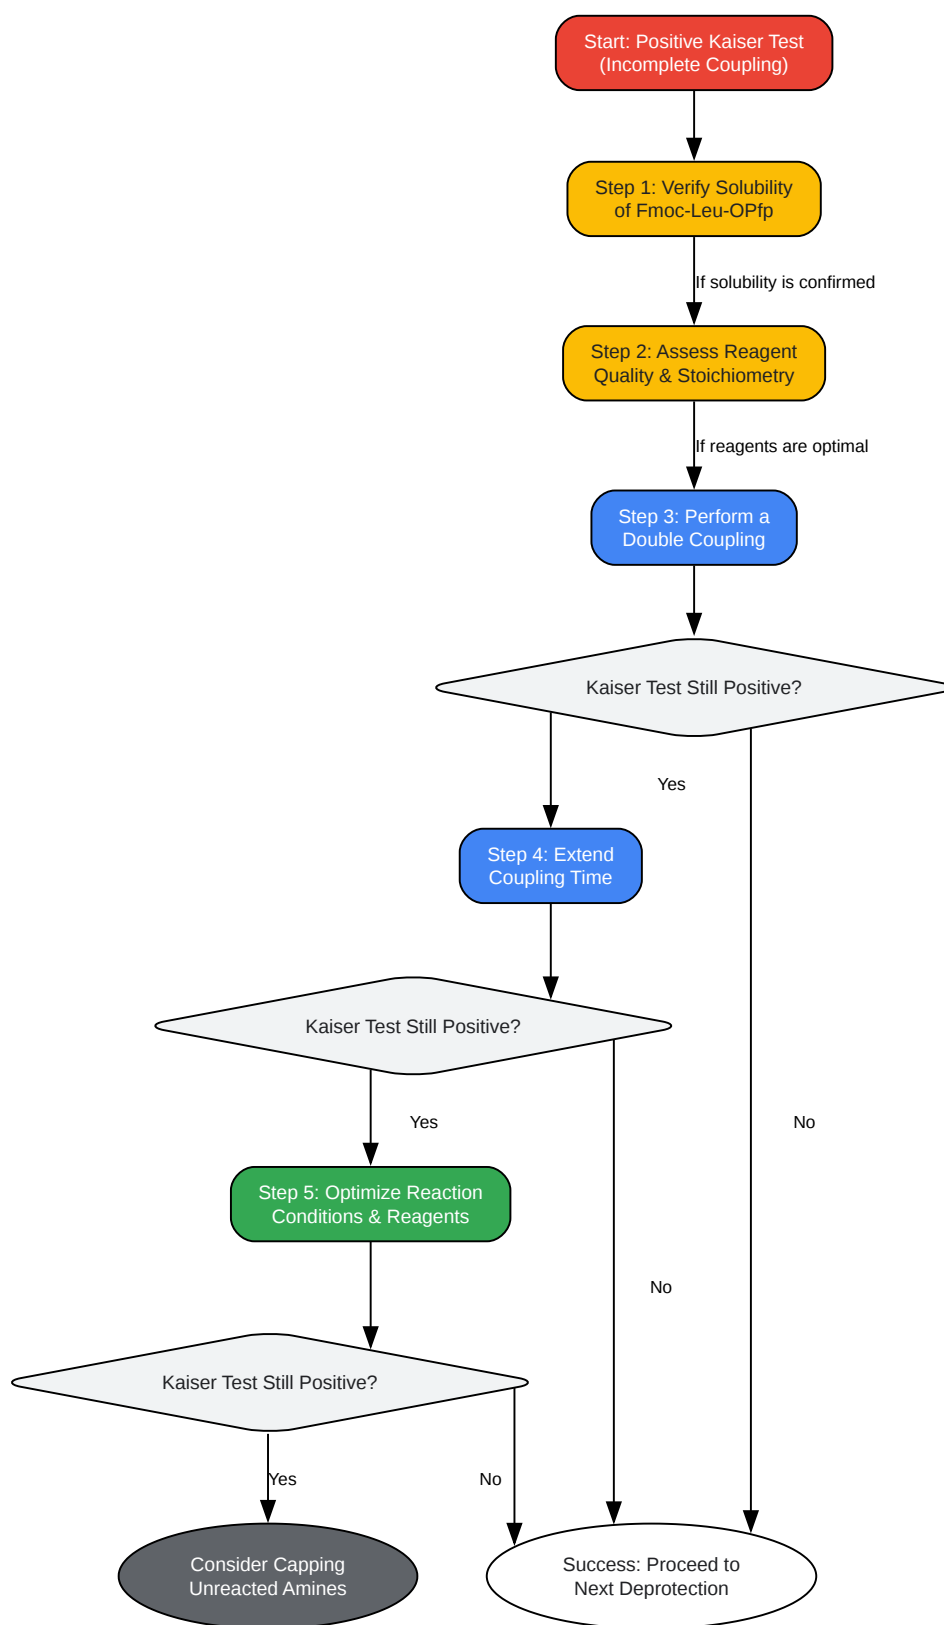 Start: Positive Kaiser Test
(Incomplete Coupling)
Step 1: Verify Solubility
of Fmoc-Leu-OPfp
If solubility is confirmed
Step 2: Assess Reagent
Quality & Stoichiometry
If reagents are optimal
Step 3: Perform a
Double Coupling
Kaiser Test Still Positive?
Yes
Step 4: Extend
Coupling Time
Kaiser Test Still Positive?
Yes
No
Step 5: Optimize Reaction
Conditions & Reagents
No
Kaiser Test Still Positive?
Yes
No
Consider Capping
Unreacted Amines
Success: Proceed to
Next Deprotection